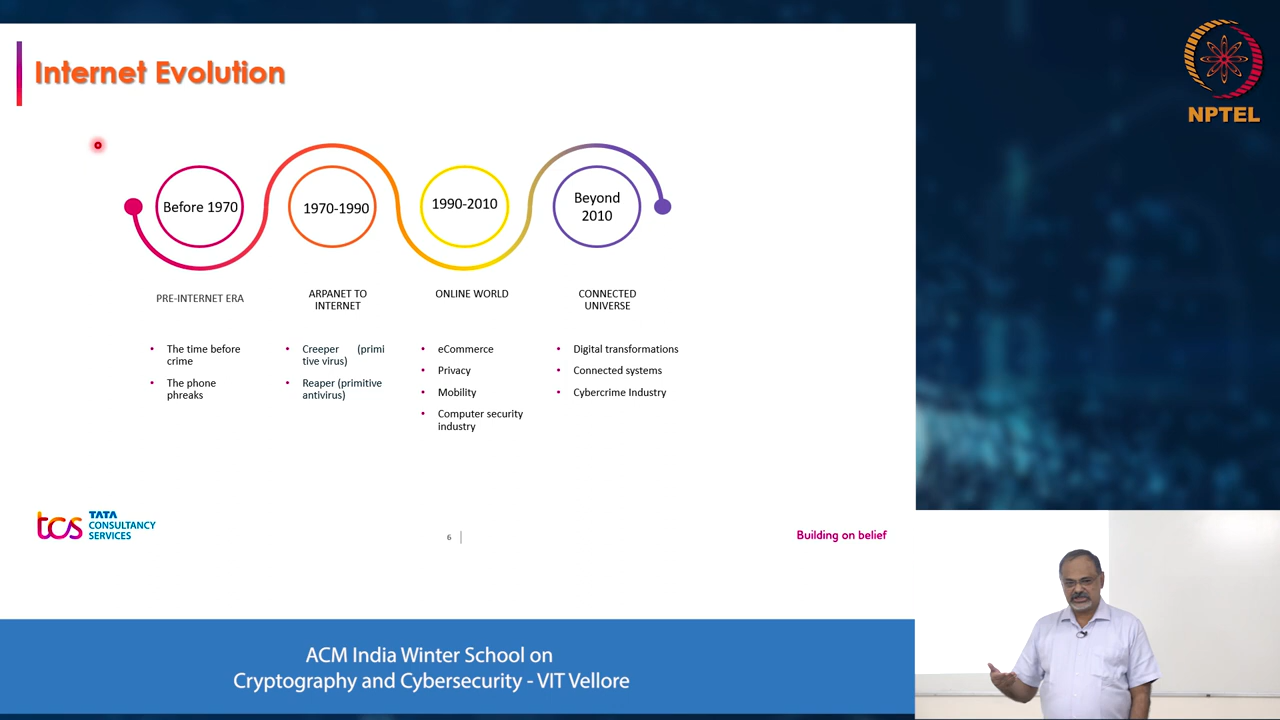 Internet Evolution
NPTEL
Before 1970
1970-1990
1990-2010
Beyond
2010
PRE-INTERNET ERA
ARPANET TO
INTERNET
ONLINE WORLD
CONNECTED
UNIVERSE
• The time before
crime
• The phone
phreaks
• Creeper (primi
tive virus)
• Reaper (primitive
antivirus)
• eCommerce
• Privacy
• Mobility
• Computer security
industry
• Digital transformations
• Connected systems
• Cybercrime Industry
tcs
TATA
CONSULTANCY
SERVICES
6
Building on belief
ACM India Winter School on
Cryptography and Cybersecurity - VIT Vellore